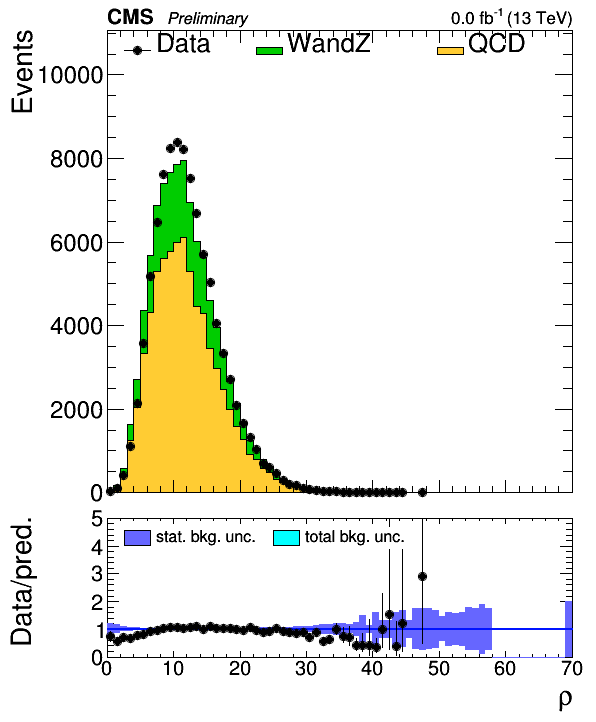 CMS Preliminary 0.0 fb⁻¹ (13 TeV)
Data WandZ QCD
Events
10000
8000
6000
4000
2000
0
Data/pred.
5
4
3
2
1
0
stat. bkg. unc. total bkg. unc.
0 10 20 30 40 50 60 70
ρ